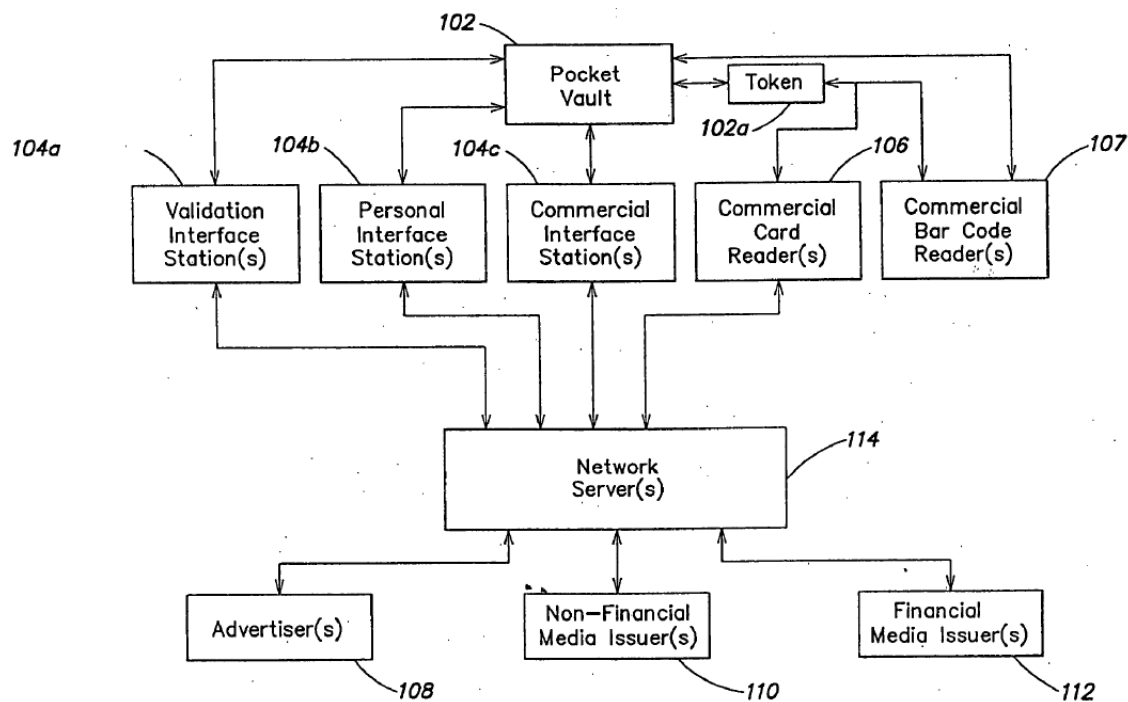 102
Pocket
Vault
Token
102a
104a
104b
104c
106
107
Validation
Interface
Station(s)
Personal
Interface
Station(s)
Commercial
Interface
Station(s)
Commercial
Card
Reader(s)
Commercial
Bar Code
Reader(s)
114
Network
Server(s)
Advertiser(s)
108
Non-Financial
Media Issuer(s)
110
Financial
Media Issuer(s)
112